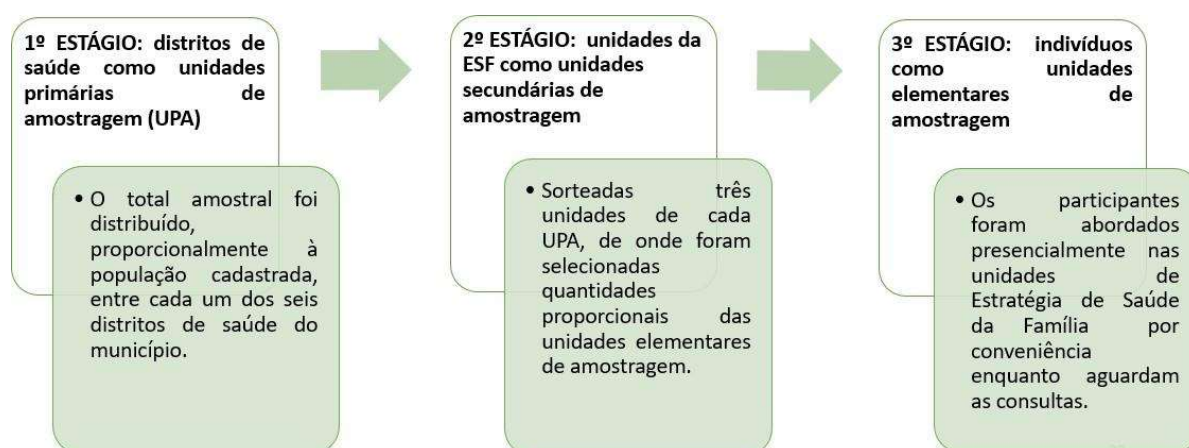 1º ESTÁGIO: distritos de
saúde como unidades
primárias de
amostragem (UPA)
• O total amostral foi
distribuído,
proporcionalmente à
população cadastrada,
entre cada um dos seis
distritos de saúde do
município.
2º ESTÁGIO: unidades da
ESF como unidades
secundárias de
amostragem
• Sorteadas três
unidades de cada
UPA, de onde foram
selecionadas
quantidades
proporcionais das
unidades elementares
de amostragem.
3º ESTÁGIO: indivíduos
como unidades
elementares de
amostragem
• Os participantes
foram abordados
presencialmente nas
unidades de
Estratégia de Saúde
da Família por
conveniência
enquanto aguardam
as consultas.